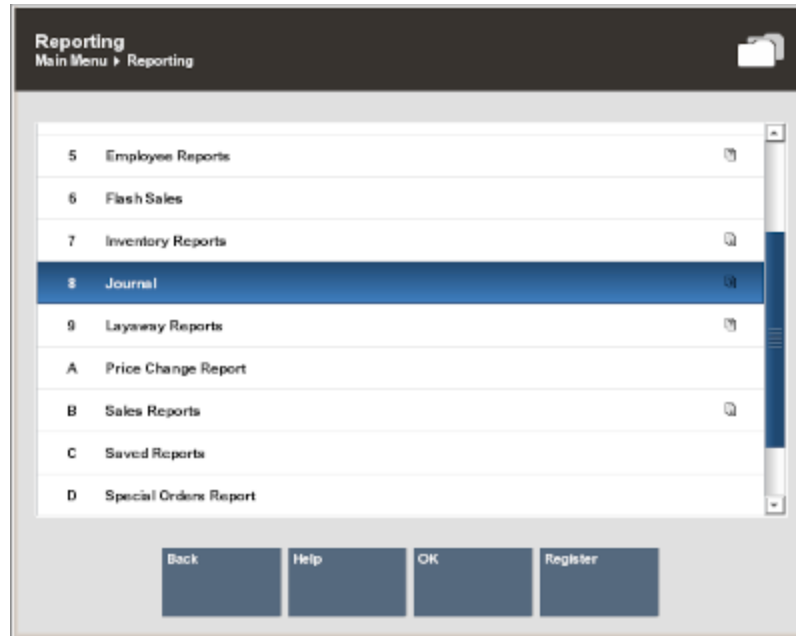 Reporting
Main Menu ▸ Reporting
5 Employee Reports
6 Flash Sales
7 Inventory Reports
8 Journal
9 Layaway Reports
A Price Change Report
B Sales Reports
C Saved Reports
D Special Orders Report
Back Help OK Register